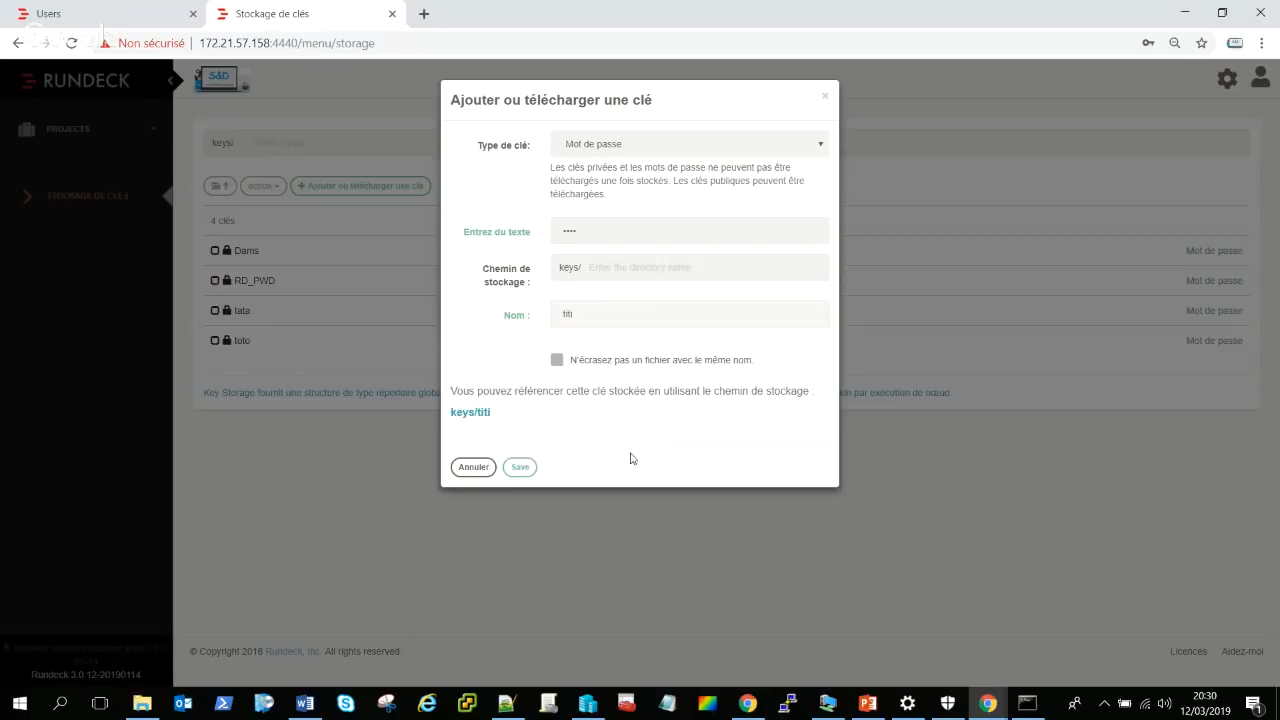 Users
Stockage de clés
Non sécurisé
172.21.57.158:4440/menu/storage
RUNDECK
S&D
PROJECTS
STOCKAGE DE CLÉS
keys/
action
+ Ajouter ou télécharger une clé
4 clés
Dams
Mot de passe
RD_PWD
Mot de passe
tata
Mot de passe
toto
Mot de passe
Key Storage fournit une structure de type répertoire globa
on par exécution de nœud
Ajouter ou télécharger une clé
×
Type de clé:
Mot de passe
Les clés privées et les mots de passe ne peuvent pas être
téléchargés une fois stockés. Les clés publiques peuvent être
téléchargées.
Entrez du texte
••••
Chemin de
stockage :
keys/
Enter the directory name
Nom :
titi
N'écrasez pas un fichier avec le même nom.
Vous pouvez référencer cette clé stockée en utilisant le chemin de stockage :
keys/titi
Annuler
Save
© Copyright 2018 Rundeck, Inc. All rights reserved.
Licences
Aidez-moi
Rundeck 3.0.12-20190114
20:30
12/03/2019